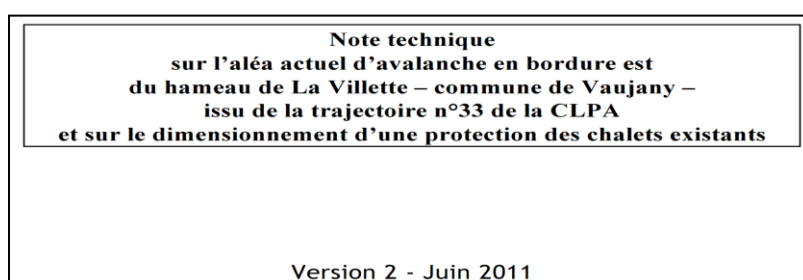 Note technique
sur l’aléa actuel d’avalanche en bordure est
du hameau de La Villette – commune de Vaujany –
issu de la trajectoire n°33 de la CLPA
et sur le dimensionnement d’une protection des chalets existants
Version 2 - Juin 2011